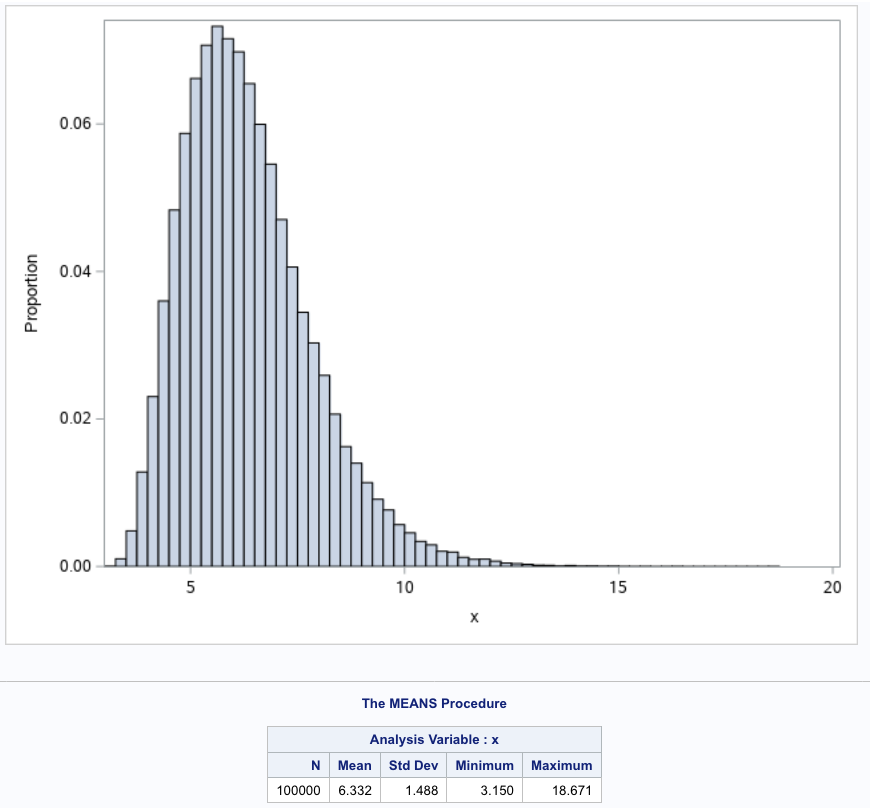 0.06
0.04
0.02
0.00
Proportion
5 10 15 20
x
The MEANS Procedure
Analysis Variable : x
N Mean Std Dev Minimum Maximum
100000 6.332 1.488 3.150 18.671